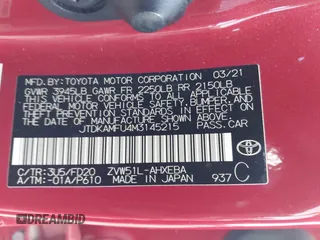 MFD BY: TOYOTA MOTOR CORPORATION 03/21
GVWR 3945LB GAWR FR 2250LB RR 2150LB
THIS VEHICLE CONFORMS TO ALL APPLICABLE
FEDERAL MOTOR VEHICLE SAFETY, BUMPER, AND
THEFT PREVENTION STANDARDS IN EFFECT ON
THE DATE OF MANUFACTURE SHOWN ABOVE.
JTDKAMFU4M3145215 PASS.CAR
C/TR:3U5/FD20 ZVW51L-AHXEBA
A/TM:-01A/P610 MADE IN JAPAN 937 C
TOYOTA
AUTOBIDMASTER